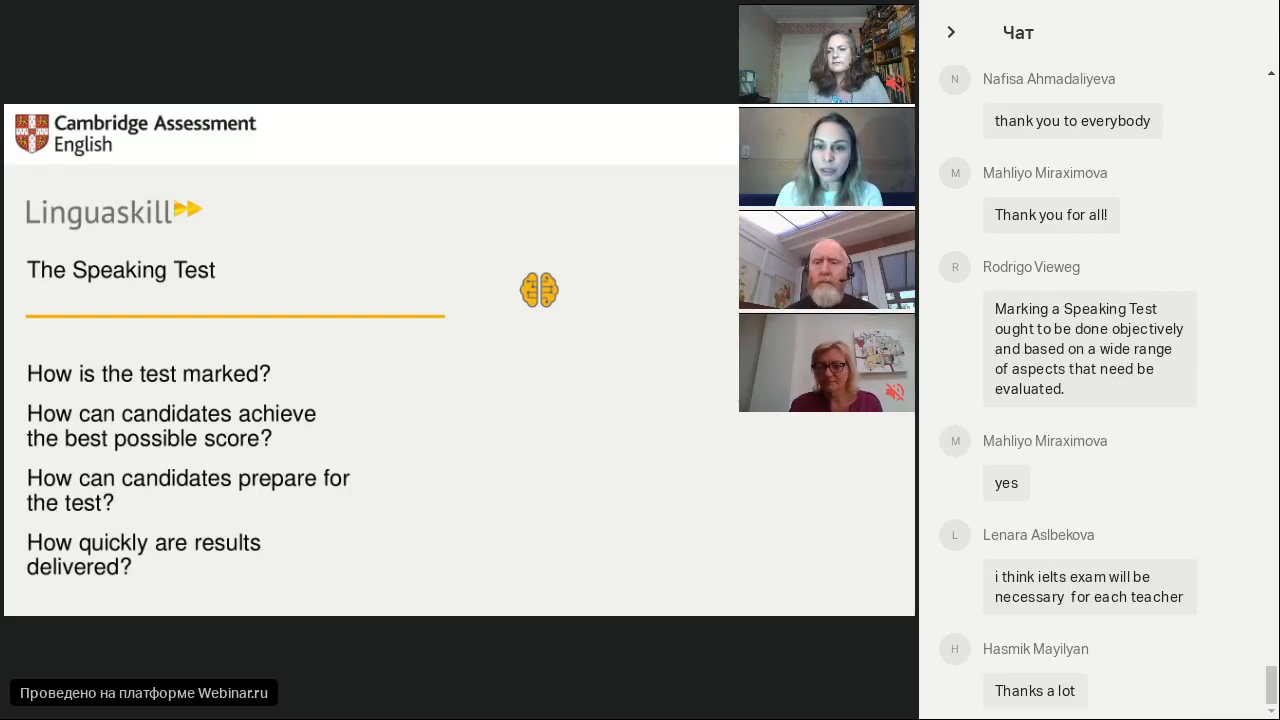 Cambridge Assessment
English
Linguaskill
The Speaking Test
How is the test marked?
How can candidates achieve
the best possible score?
How can candidates prepare for
the test?
How quickly are results
delivered?
Проведено на платформе Webinar.ru
Чат
N
Nafisa Ahmadaliyeva
thank you to everybody
M
Mahliyo Miraximova
Thank you for all!
R
Rodrigo Vieweg
Marking a Speaking Test
ought to be done objectively
and based on a wide range
of aspects that need be
evaluated.
M
Mahliyo Miraximova
yes
L
Lenara Aslbekova
i think ielts exam will be
necessary for each teacher
H
Hasmik Mayilyan
Thanks a lot